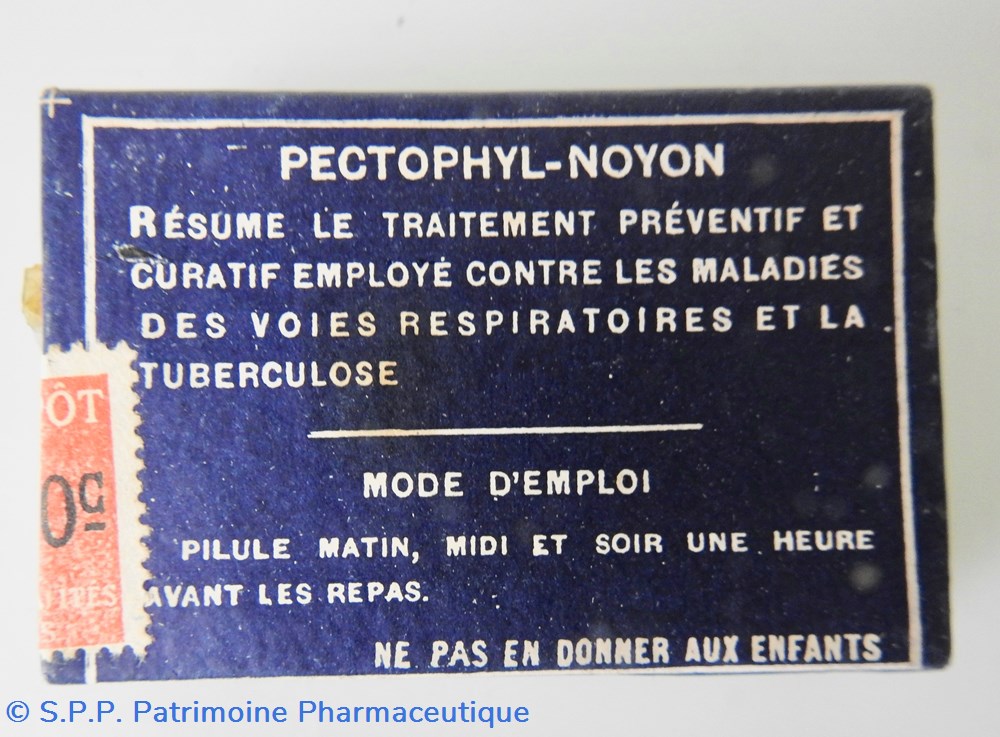 PECTOPHYL-NOYON
RÉSUME LE TRAITEMENT PRÉVENTIF ET
CURATIF EMPLOYÉ CONTRE LES MALADIES
DES VOIES RESPIRATOIRES ET LA
TUBERCULOSE
ÔT
0c
MODE D'EMPLOI
PILULE MATIN, MIDI ET SOIR UNE HEURE
AVANT LES REPAS.
NE PAS EN DONNER AUX ENFANTS
© S.P.P. Patrimoine Pharmaceutique